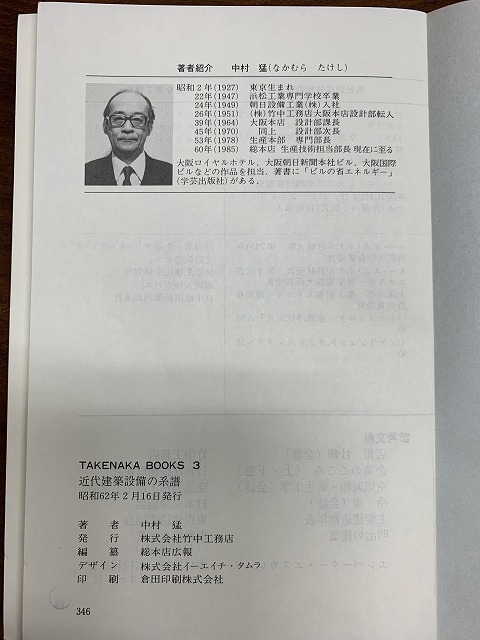 著者紹介　中村　猛(なかむら　たけし)
昭和2年(1927)　東京生まれ
22年(1947)　浜松工業専門学校卒業
24年(1949)　朝日設備工業(株)入社
26年(1951)　(株)竹中工務店大阪本店設計部転入
39年(1964)　大阪本店　設計部課長
45年(1970)　同上　設計部次長
53年(1978)　生産本部　専門部長
60年(1985)　総本店　生産技術担当部長 現在に至る
大阪ロイヤルホテル，大阪朝日新聞本社ビル，大阪国際
ビルなどの作品を担当．著書に「ビルの省エネルギー」
(学芸出版社)がある．
TAKENAKA BOOKS 3
近代建築設備の系譜
昭和62年2月16日発行
著者　中村　猛
発行　株式会社竹中工務店
編纂　総本店広報
デザイン　株式会社イーエイチ・タムラ
印刷　倉田印刷株式会社
346